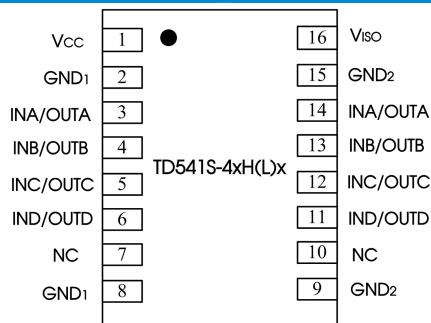 Vcc 1 16 VISO
GND1 2 15 GND2
INA/OUTA 3 14 INA/OUTA
INB/OUTB 4 13 INB/OUTB
TD541S-4xH(L)x
INC/OUTC 5 12 INC/OUTC
IND/OUTD 6 11 IND/OUTD
NC 7 10 NC
GND1 8 9 GND2